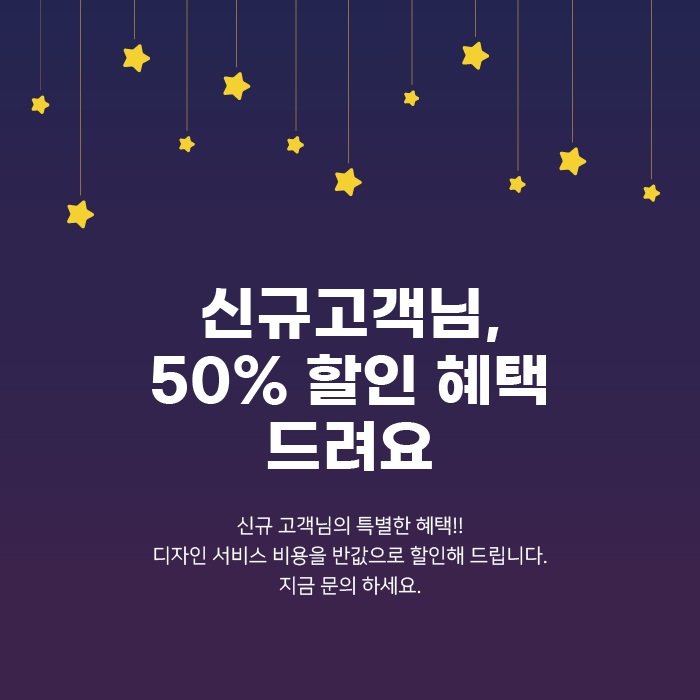 신규고객님,
50% 할인 혜택
드려요
신규 고객님의 특별한 혜택!!
디자인 서비스 비용을 반값으로 할인해 드립니다.
지금 문의 하세요.